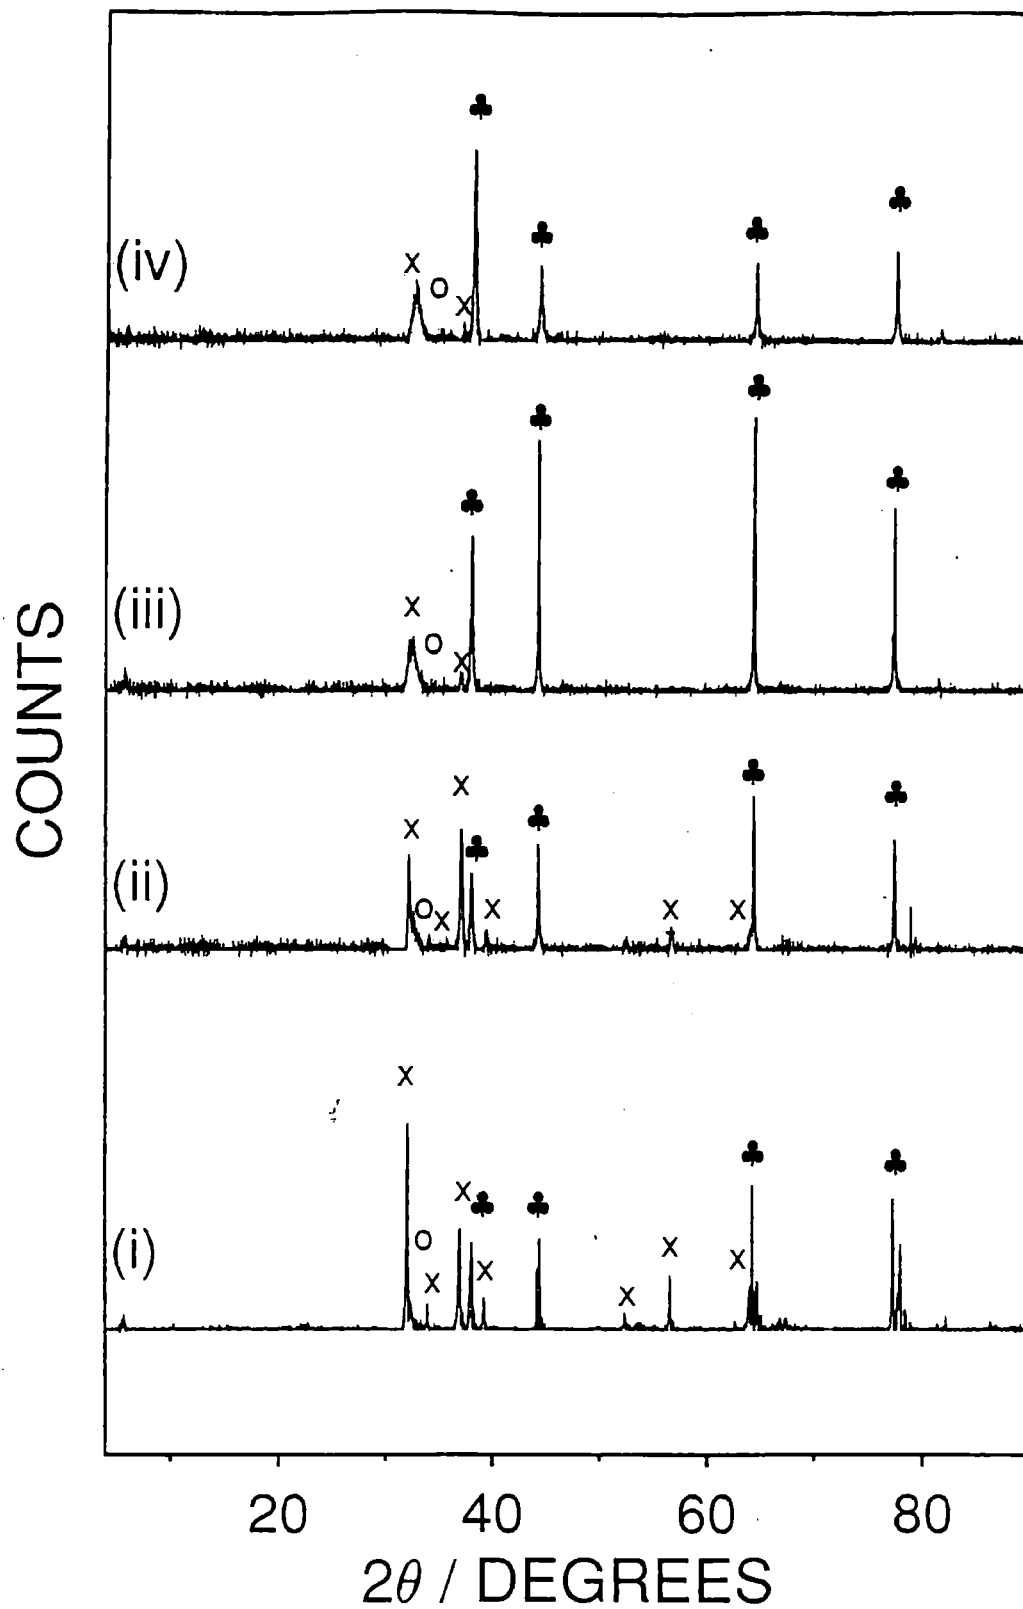 ♣
♣
(iv)
♣
♣
x
o
x
♣
♣
♣
♣
(iii)
x
o
x
COUNTS
♣
x
♣
♣
x
♣
(ii)
o
x
x
x
x
x
♣
♣
x
♣
♣
(i)
o
x
x
x
x
x
20 40 60 80
2θ / DEGREES